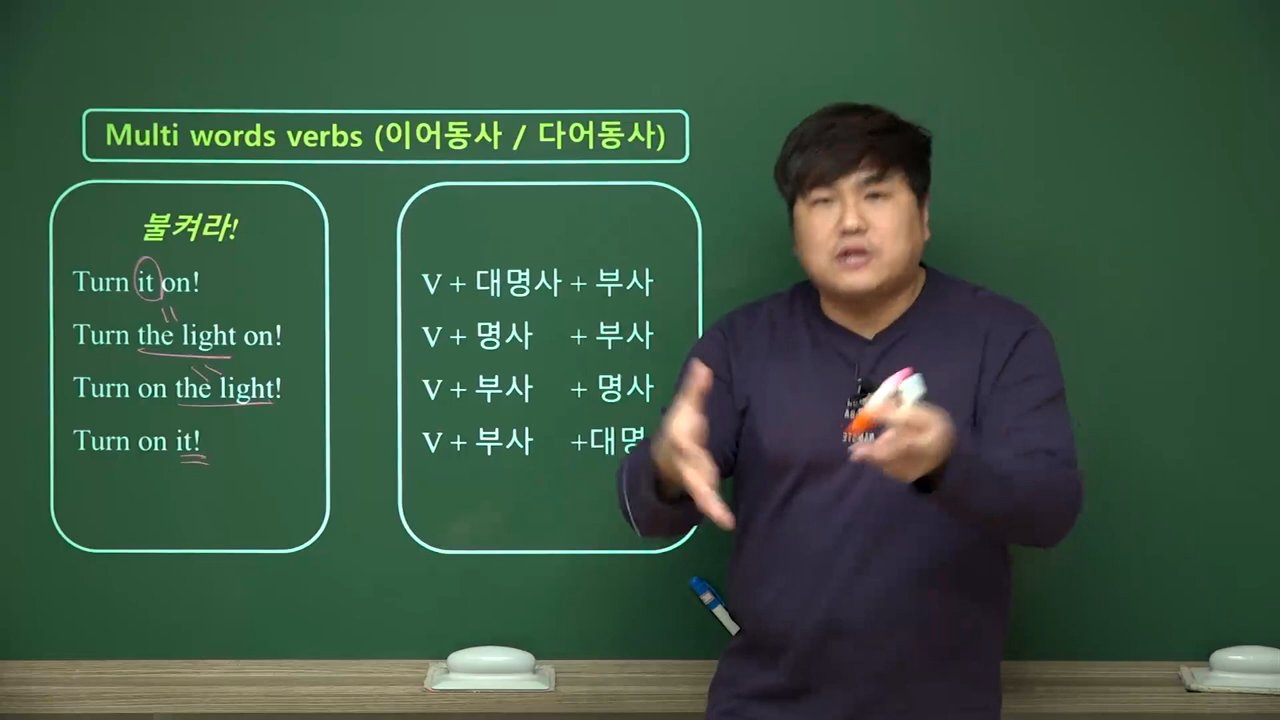 Multi words verbs (이어동사 / 다어동사)
불켜라!
Turn it on!
Turn the light on!
Turn on the light!
Turn on it!
V + 대명사 + 부사
V + 명사 + 부사
V + 부사 + 명사
V + 부사 +대명